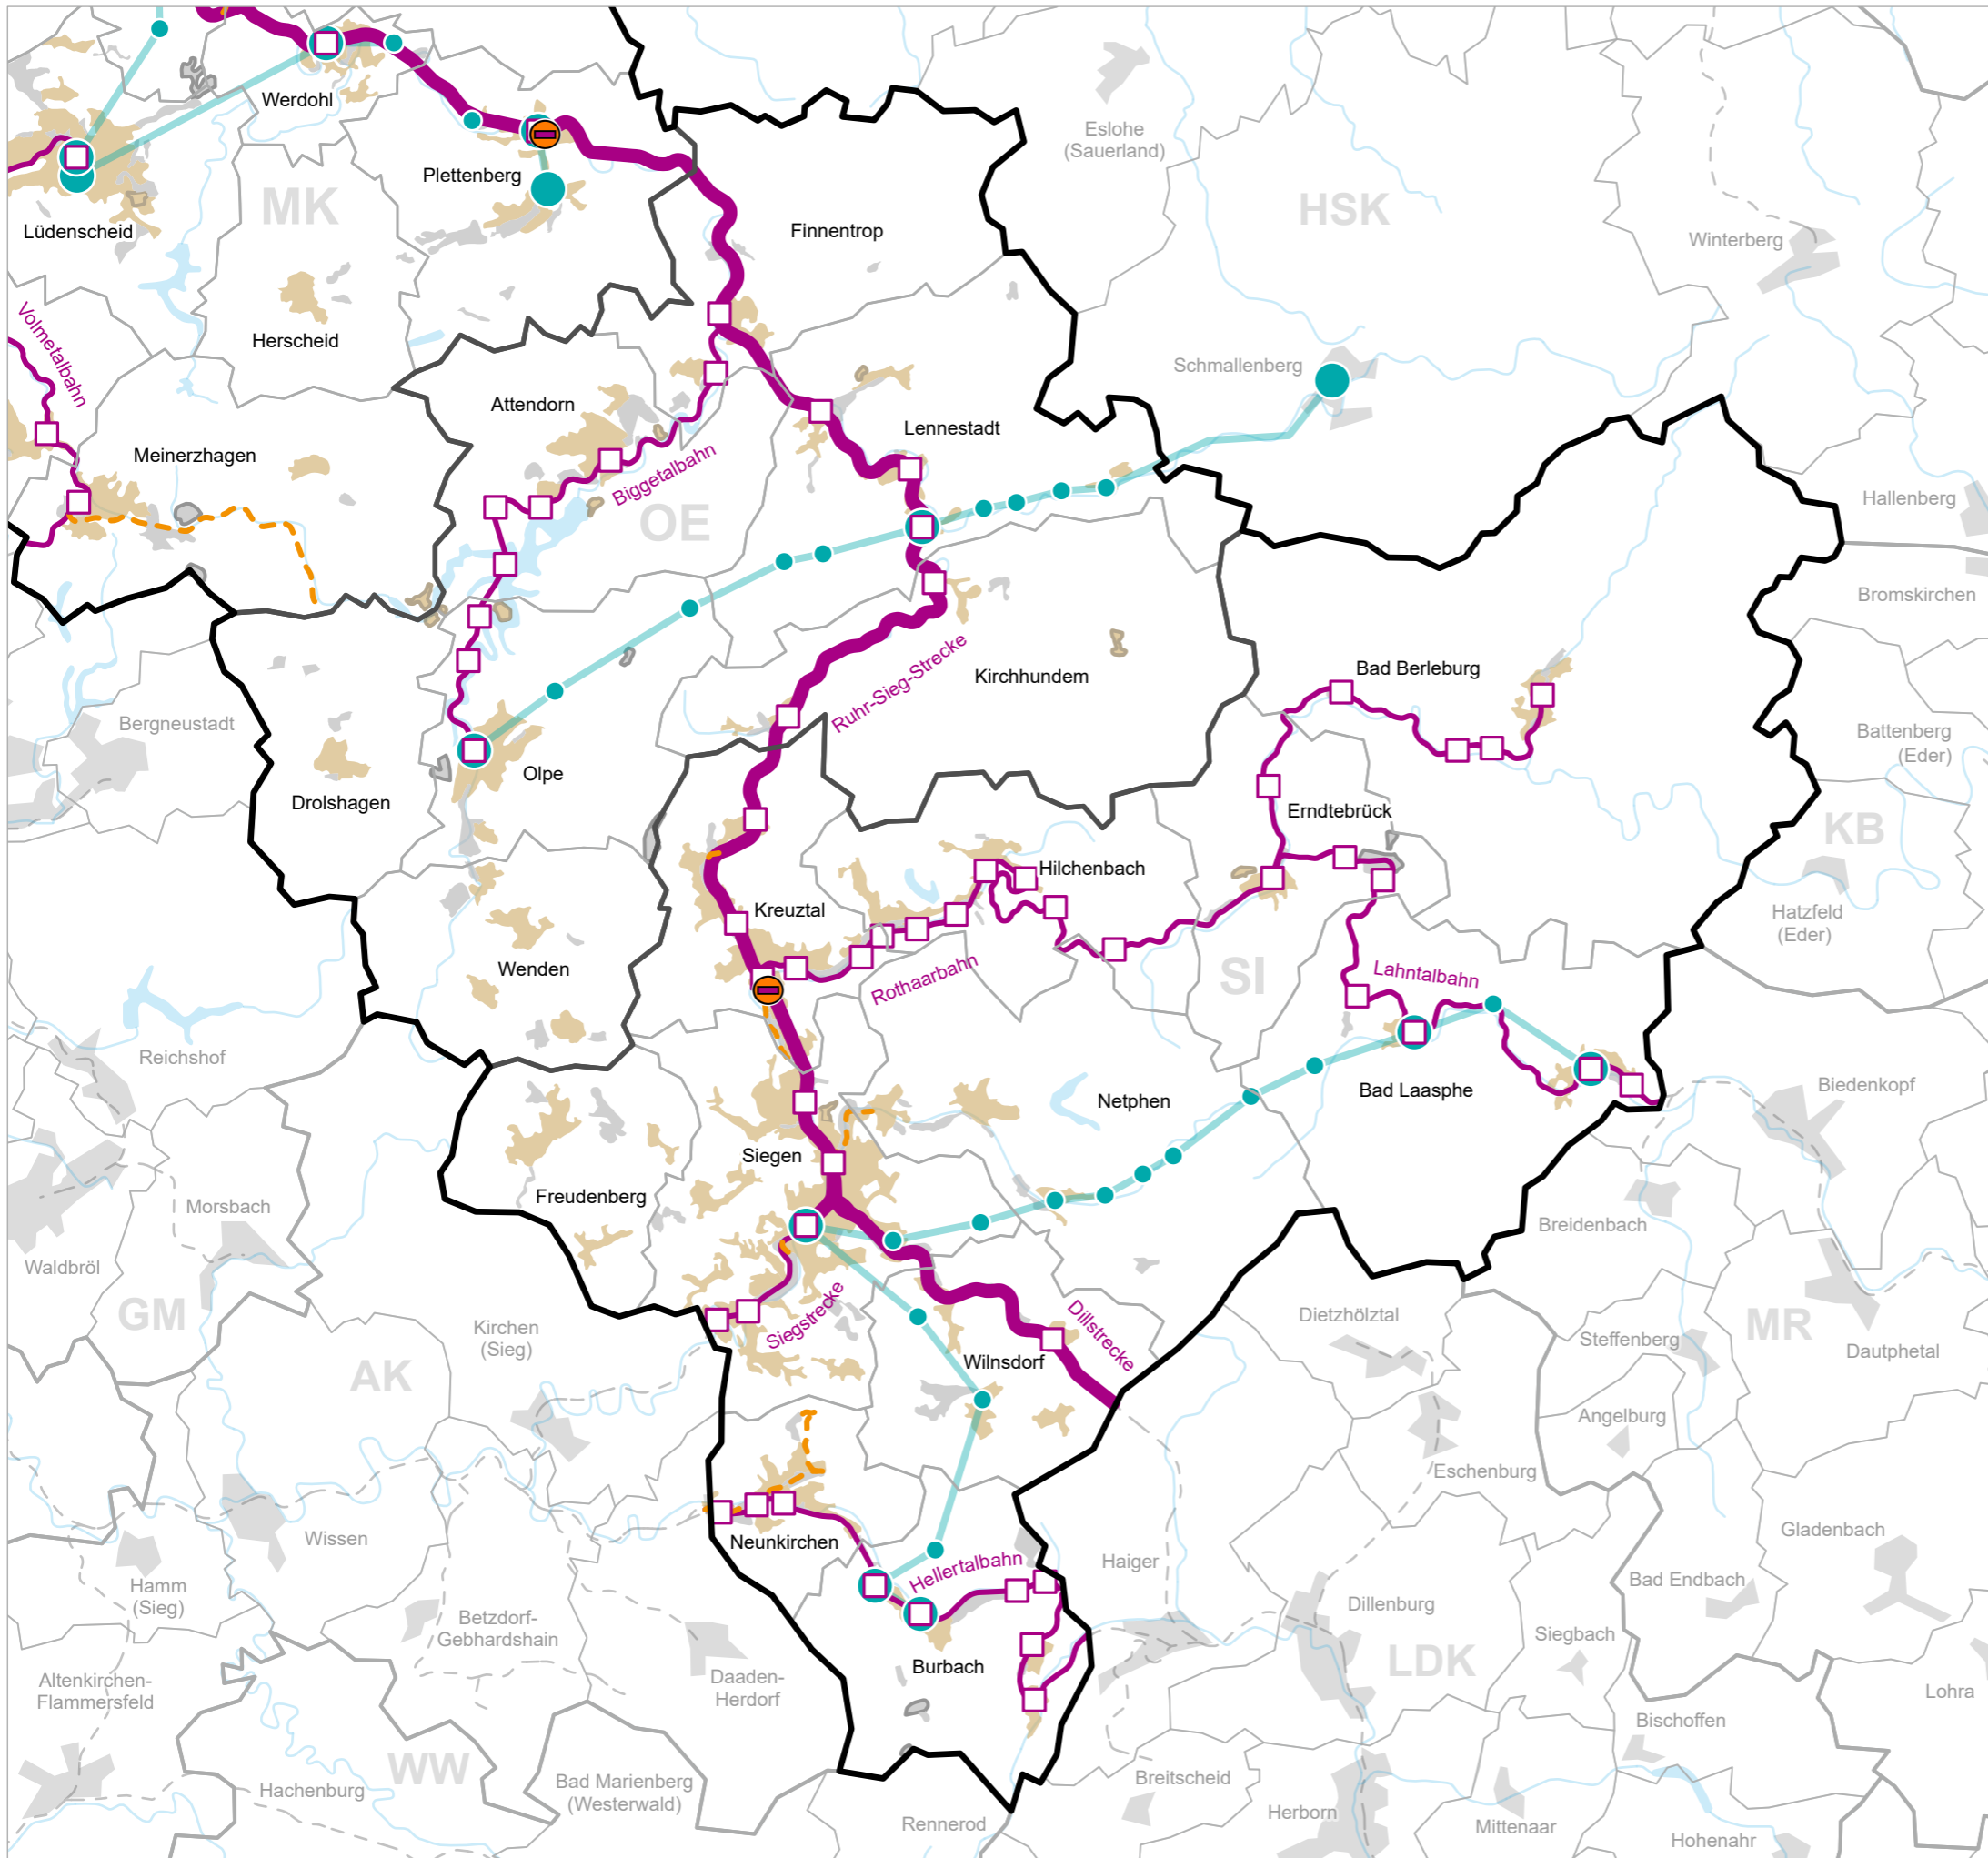 Werdohl
Eslohe
(Sauerland)
Plettenberg
MK
HSK
Lüdenscheid
Finnentrop
Winterberg
Volmetalbahn
Herscheid
Schmallenberg
Attendorn
Lennestadt
Meinerzhagen
Biggetalbahn
Hallenberg
OE
Bromskirchen
Ruhr-Sieg-Strecke
Kirchhundem
Bad Berleburg
Bergneustadt
Battenberg
(Eder)
Olpe
Drolshagen
Erndtebrück
KB
Hilchenbach
Kreuztal
Hatzfeld
(Eder)
Wenden
Rothaarbahn
SI
Lahntalbahn
Reichshof
Netphen
Bad Laasphe
Biedenkopf
Siegen
Freudenberg
Morsbach
Breidenbach
Waldbröl
GM
Siegstrecke
Dillstrecke
Dietzhölztal
Kirchen
(Sieg)
Steffenberg
MR
Dautphetal
AK
Wilnsdorf
Angelburg
Eschenburg
Wissen
Neunkirchen
Gladenbach
Hellertalbahn
Haiger
Hamm
(Sieg)
Bad Endbach
Betzdorf-
Gebhardshain
Dillenburg
Siegbach
Burbach
LDK
Altenkirchen-
Flammersfeld
Daaden-
Herdorf
Lohra
Bischoffen
WW
Hachenburg
Bad Marienberg
(Westerwald)
Breitscheid
Herborn
Rennerod
Mittenaar
Hohenahr